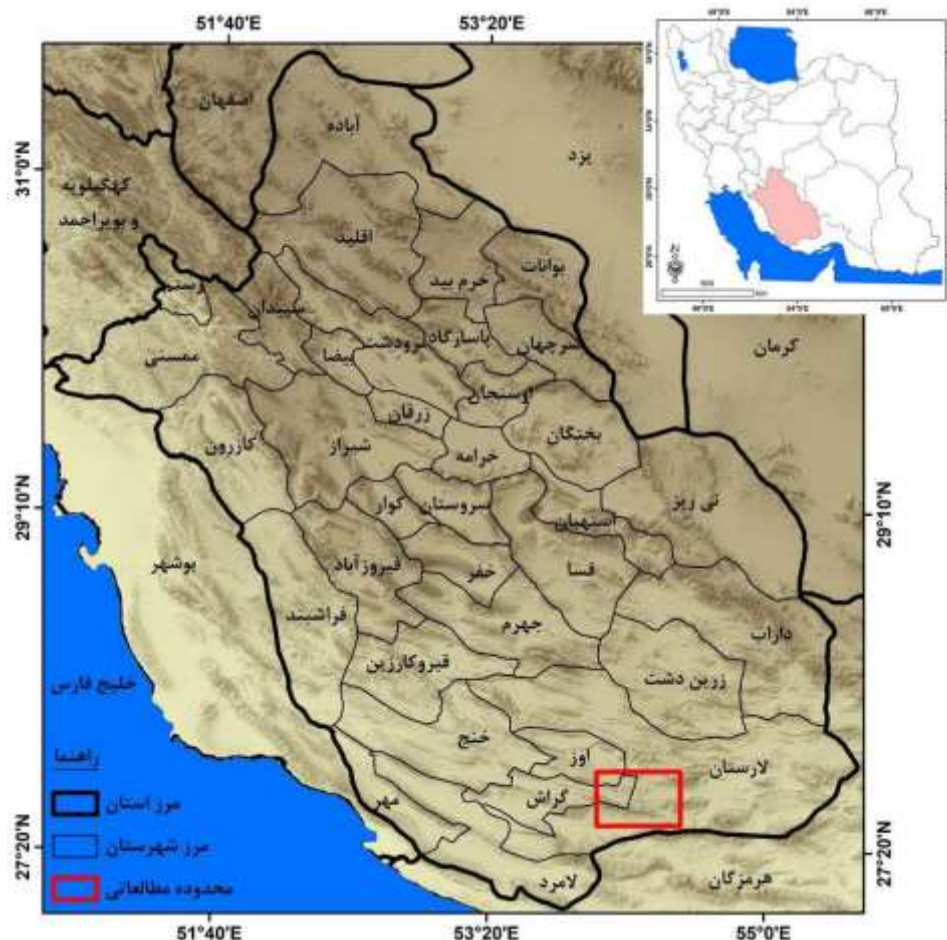 51°40'E
53°20'E
31°0'N
29°10'N
27°20'N
اصفهان
آباده
یزد
کهگیلویه
و بویراحمد
اقلید
بوانات
خرم بید
رستم
سپیدان
پاسارگاد
سرچهان
کرمان
ممسنی
بیضا
مرودشت
ارسنجان
زرقان
بختگان
کازرون
شیراز
خرامه
نی ریز
کوار
سروستان
استهبان
بوشهر
فیروزآباد
خفر
فسا
فراشبند
جهرم
داراب
قیروکارزین
زرین دشت
خلیج فارس
خنج
اوز
لارستان
گراش
مهر
لامرد
هرمزگان
راهنما
مرز استان
مرز شهرستان
محدوده مطالعاتی
29°10'N
27°20'N
51°40'E
53°20'E
55°0'E
N